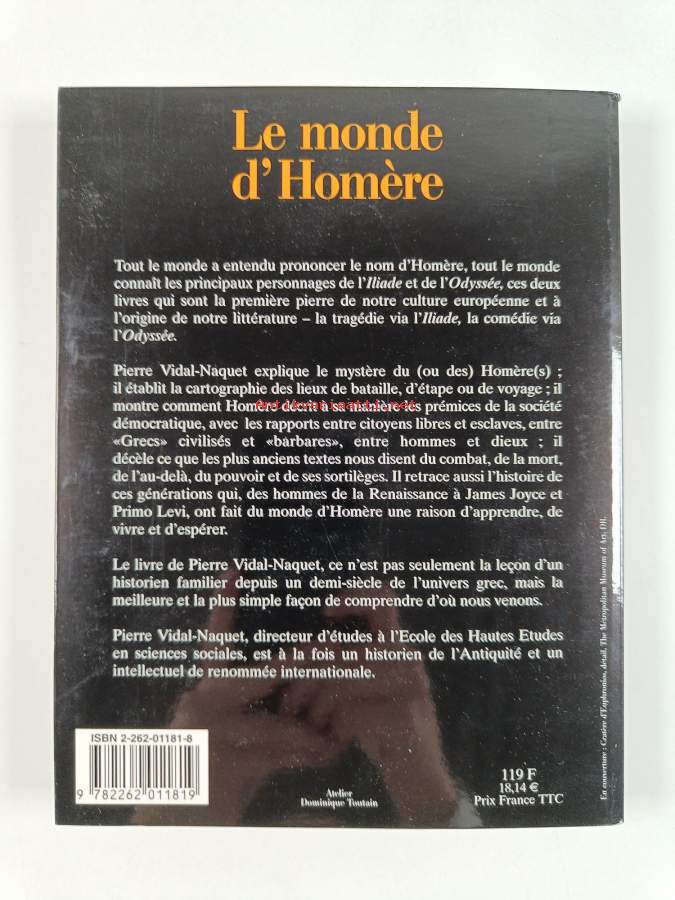 Le monde
d'Homère
Tout le monde a entendu prononcer le nom d'Homère, tout le monde
connaît les principaux personnages de l'Iliade et de l'Odyssée, ces deux
livres qui sont la première pierre de notre culture européenne et à
l'origine de notre littérature – la tragédie via l'Iliade, la comédie via
l'Odyssée.
Pierre Vidal-Naquet explique le mystère du (ou des) Homère(s) ;
il établit la cartographie des lieux de bataille, d'étape ou de voyage ; il
montre comment Homère décrit à sa manière les prémices de la société
démocratique, avec les rapports entre citoyens libres et esclaves, entre
«Grecs» civilisés et «barbares», entre hommes et dieux ; il
décèle ce que les plus anciens textes nous disent du combat, de la mort,
de l'au-delà, du pouvoir et de ses sortilèges. Il retrace aussi l'histoire de
ces générations qui, des hommes de la Renaissance à James Joyce et
Primo Levi, ont fait du monde d'Homère une raison d'apprendre, de
vivre et d'espérer.
Le livre de Pierre Vidal-Naquet, ce n'est pas seulement la leçon d'un
historien familier depuis un demi-siècle de l'univers grec, mais la
meilleure et la plus simple façon de comprendre d'où nous venons.
Pierre Vidal-Naquet, directeur d'études à l'Ecole des Hautes Etudes
en sciences sociales, est à la fois un historien de l'Antiquité et un
intellectuel de renommée internationale.
ISBN 2-262-01181-8
9 782262 011819
Atelier
Dominique Toutain
119 F
18,14 €
Prix France TTC
En couverture : Cratère d'Euphronios, détail, The Metropolitan Museum of Art, DR.